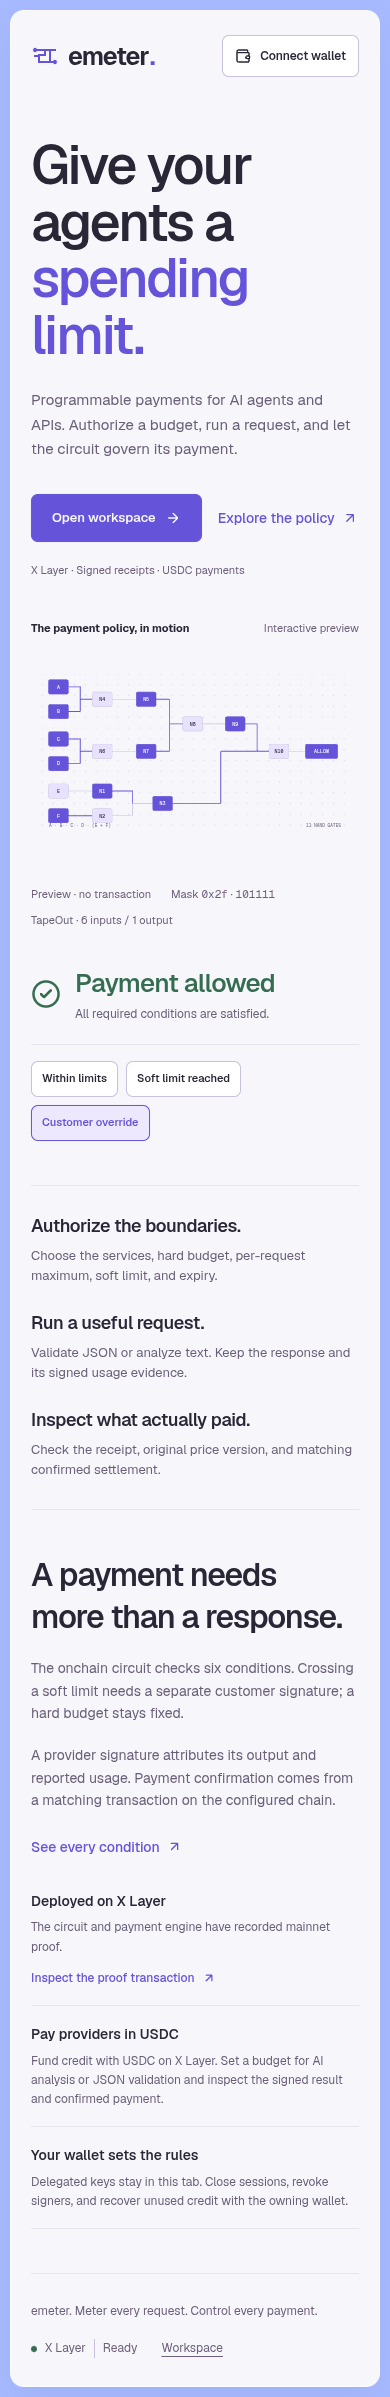 emeter.
Connect wallet
Give your
agents a
spending
limit.
Programmable payments for AI agents and
APIs. Authorize a budget, run a request, and let
the circuit govern its payment.
Open workspace
Explore the policy
X Layer · Signed receipts · USDC payments
The payment policy, in motion
Interactive preview
A
B
C
D
E
F
N4
N5
N6
N7
N1
N2
N3
N8
N9
N10
ALLOW
11 NAND GATES
Preview · no transaction
Mask 0x2f · 101111
TapeOut · 6 inputs / 1 output
Payment allowed
All required conditions are satisfied.
Within limits
Soft limit reached
Customer override
Authorize the boundaries.
Choose the services, hard budget, per-request
maximum, soft limit, and expiry.
Run a useful request.
Validate JSON or analyze text. Keep the response and
its signed usage evidence.
Inspect what actually paid.
Check the receipt, original price version, and matching
confirmed settlement.
A payment needs
more than a response.
The onchain circuit checks six conditions. Crossing
a soft limit needs a separate customer signature; a
hard budget stays fixed.
A provider signature attributes its output and
reported usage. Payment confirmation comes from
a matching transaction on the configured chain.
See every condition
Deployed on X Layer
The circuit and payment engine have recorded mainnet
proof.
Inspect the proof transaction
Pay providers in USDC
Fund credit with USDC on X Layer. Set a budget for AI
analysis or JSON validation and inspect the signed result
and confirmed payment.
Your wallet sets the rules
Delegated keys stay in this tab. Close sessions, revoke
signers, and recover unused credit with the owning wallet.
emeter. Meter every request. Control every payment.
X Layer
Ready
Workspace